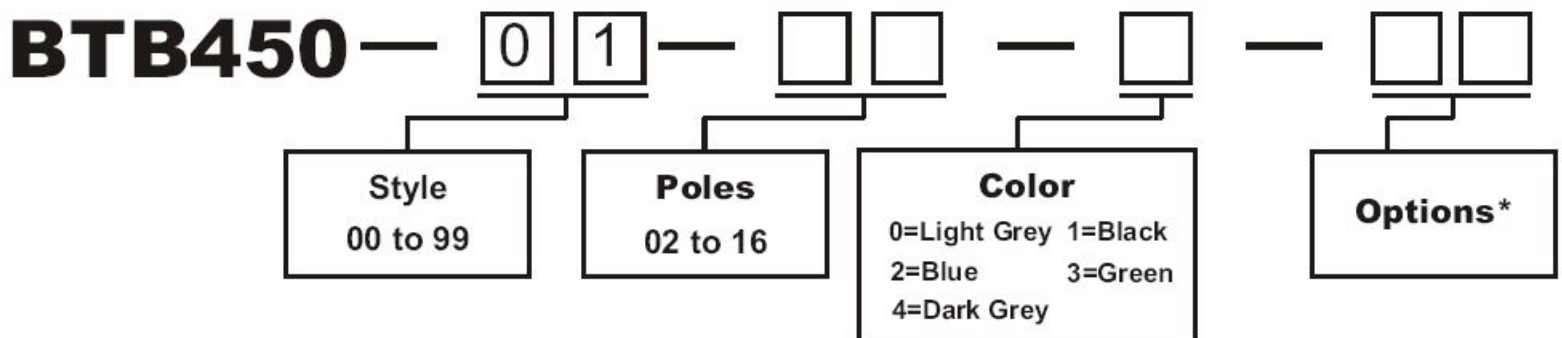 BTB450 — 0 1 — — —
Style
00 to 99
Poles
02 to 16
Color
0=Light Grey 1=Black
2=Blue 3=Green
4=Dark Grey
Options*